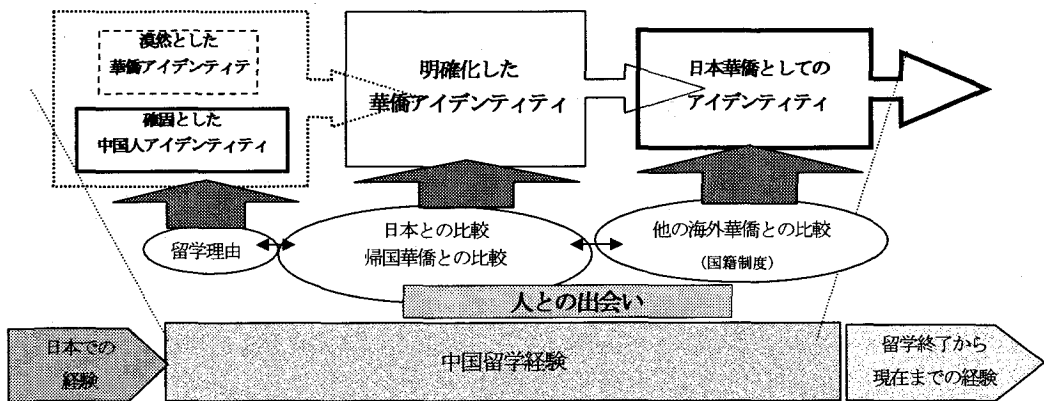 漠然とした
華僑アイデンティティ
確固とした
中国人アイデンティティ
明確化した
華僑アイデンティティ
日本華僑としての
アイデンティティ
留学理由
日本との比較
帰国華僑との比較
他の海外華僑との比較
(国籍制度)
人との出会い
日本での
経験
中国留学経験
留学終了から
現在までの経験